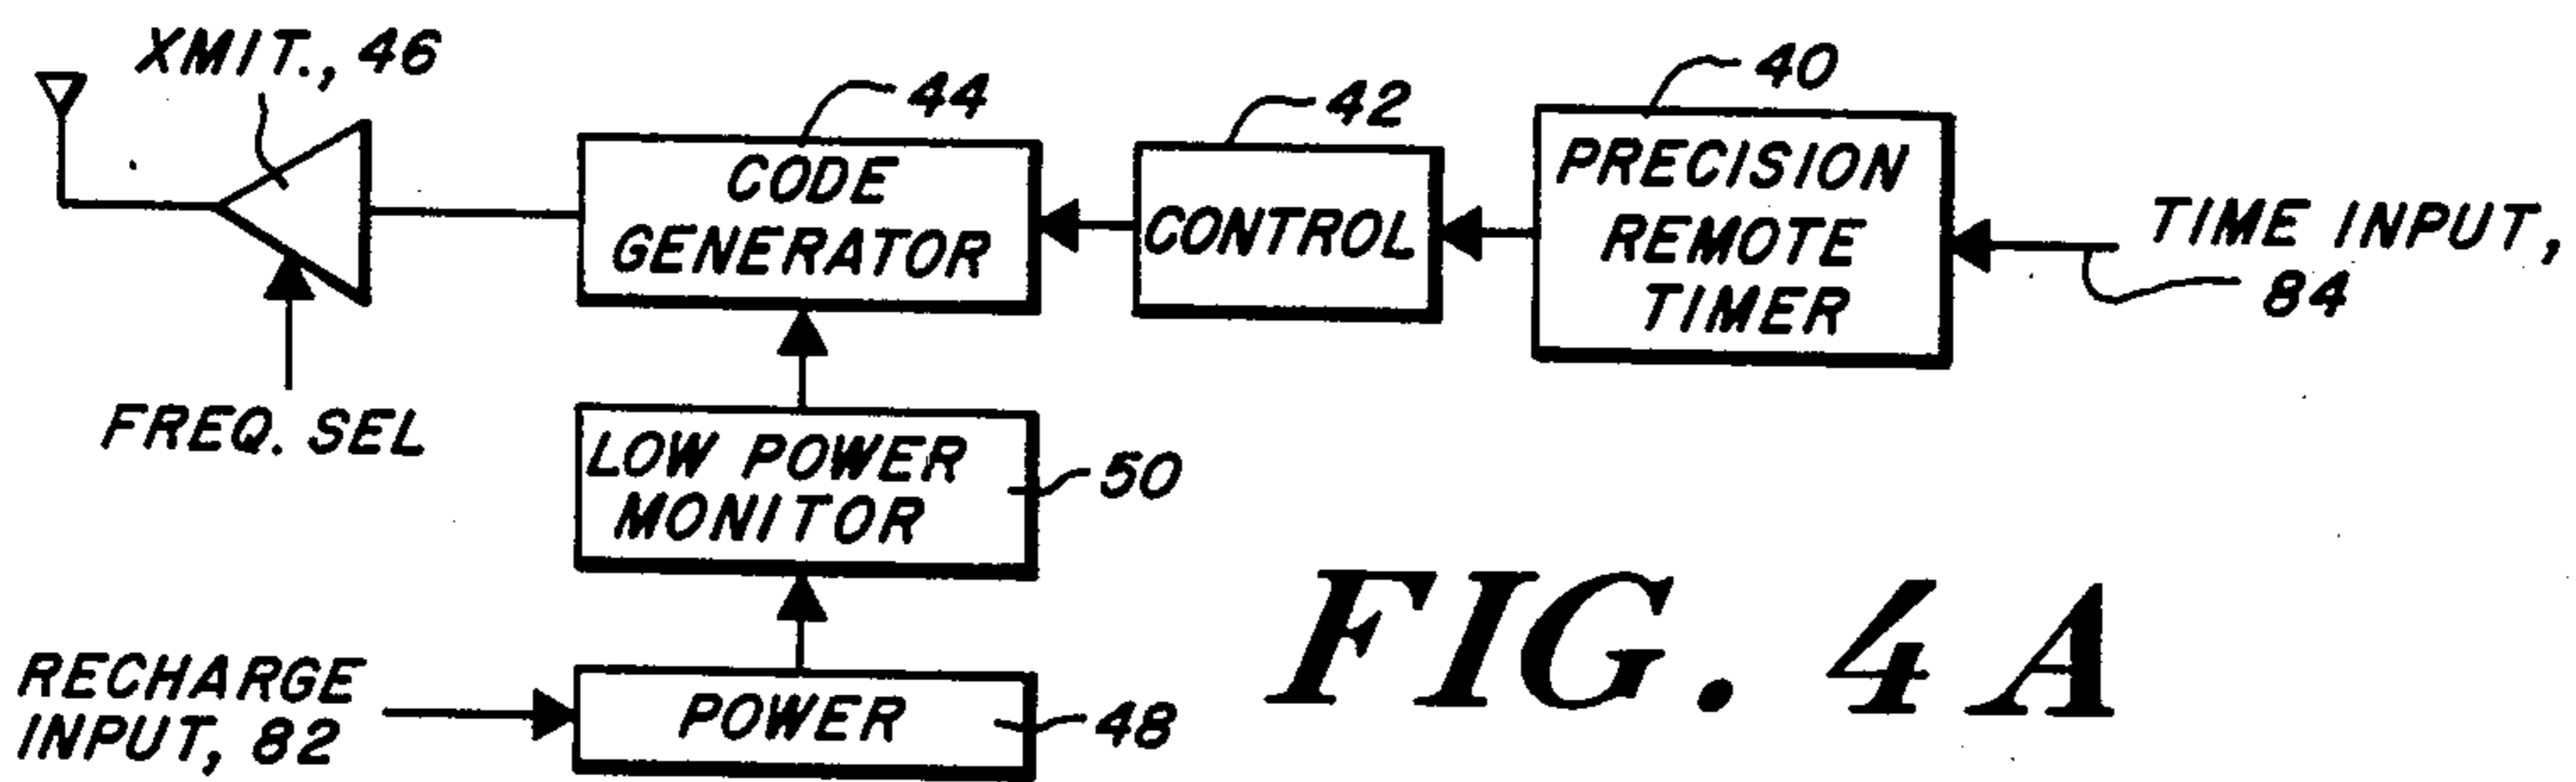 XMIT., 46
44
42
40
CODE
GENERATOR
CONTROL
PRECISION
REMOTE
TIMER
TIME INPUT,
84
FREQ. SEL
LOW POWER
MONITOR
50
RECHARGE
INPUT, 82
POWER
48
FIG. 4A